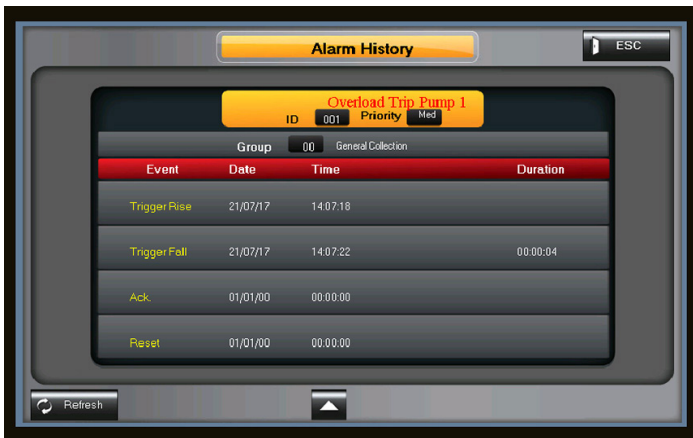 Alarm History
ESC
Overload Trip Pump 1
ID 001 Priority Med
Group 00 General Collection
Event Date Time Duration
Trigger Rise 21/07/17 14:07:18
Trigger Fall 21/07/17 14:07:22 00:00:04
Ack. 01/01/00 00:00:00
Reset 01/01/00 00:00:00
Refresh